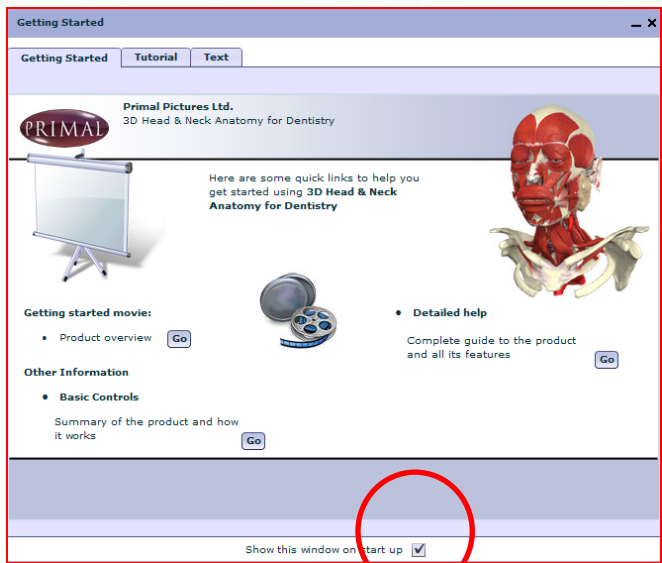 Getting Started
Getting Started Tutorial Text
PRIMAL
Primal Pictures Ltd.
3D Head & Neck Anatomy for Dentistry
Here are some quick links to help you
get started using 3D Head & Neck
Anatomy for Dentistry
Getting started movie:
• Product overview Go
Other Information
• Basic Controls
Summary of the product and how
it works
Go
• Detailed help
Complete guide to the product
and all its features
Go
Show this window on start up